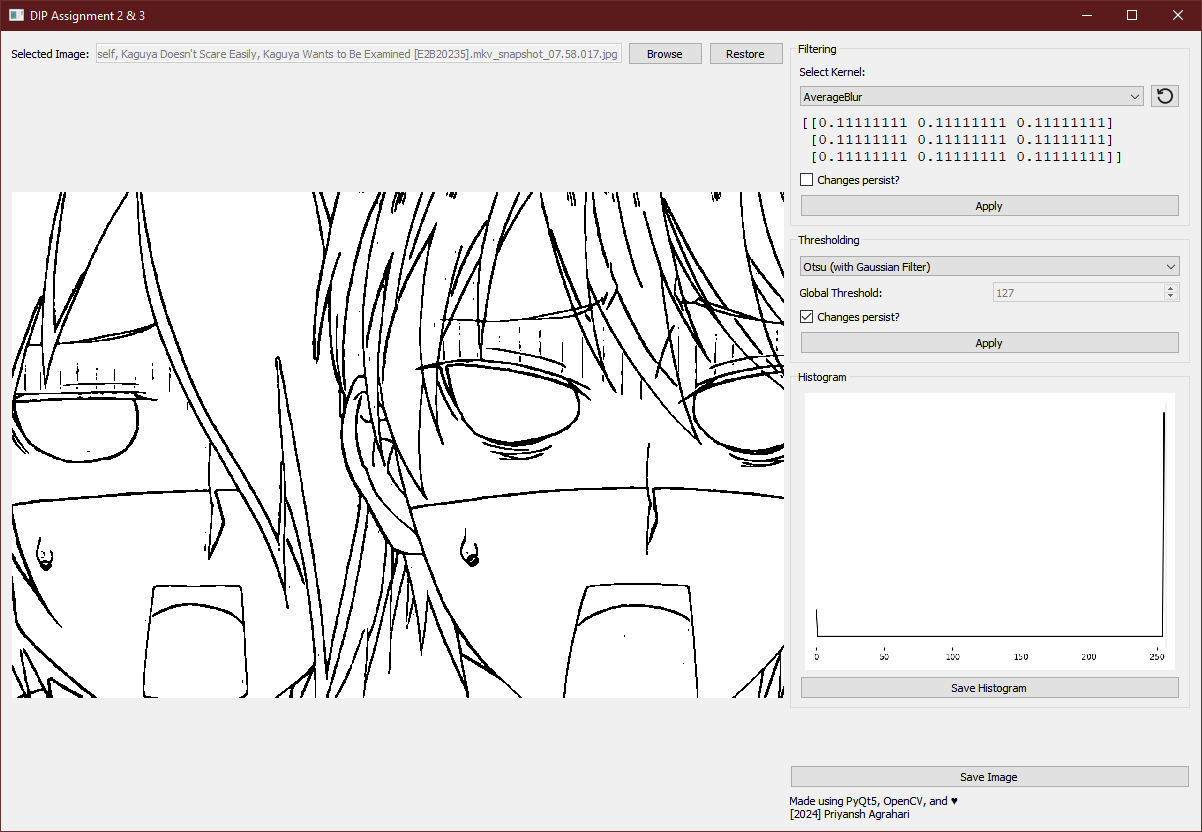 DIP Assignment 2 & 3
Selected Image: self, Kaguya Doesn't Scare Easily, Kaguya Wants to Be Examined [E2B20235].mkv_snapshot_07.58.017.jpg Browse Restore
Filtering
Select Kernel:
AverageBlur
[[0.11111111 0.11111111 0.11111111]
[0.11111111 0.11111111 0.11111111]
[0.11111111 0.11111111 0.11111111]]
Changes persist?
Apply
Thresholding
Otsu (with Gaussian Filter)
Global Threshold: 127
Changes persist?
Apply
Histogram
0 50 100 150 200 250
Save Histogram
Save Image
Made using PyQt5, OpenCV, and ♥
[2024] Priyansh Agrahari